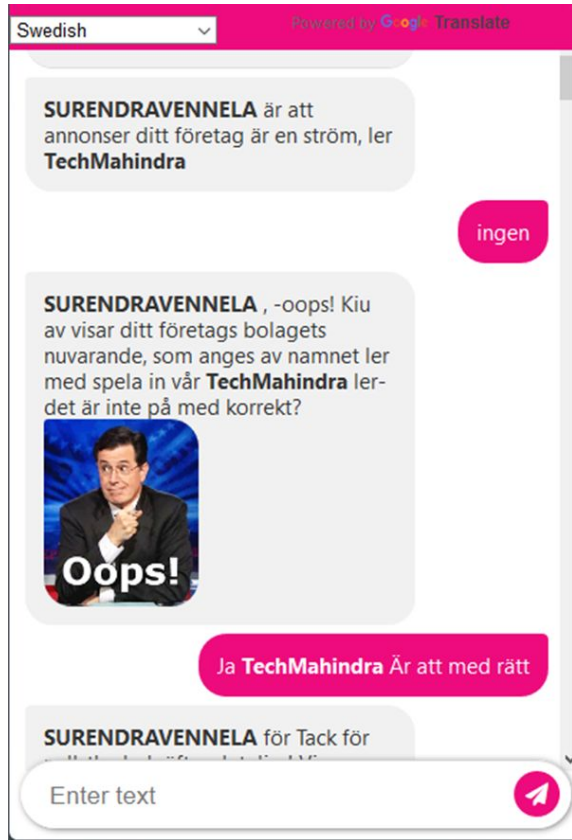 Swedish
Powered by Google Translate
SURENDRAVENNELA är att
annonser ditt företag är en ström, ler
TechMahindra
ingen
SURENDRAVENNELA , -oops! Kiu
av visar ditt företags bolagets
nuvarande, som anges av namnet ler
med spela in vår TechMahindra ler-
det är inte på med korrekt?
Oops!
Ja TechMahindra Är att med rätt
SURENDRAVENNELA för Tack för
Enter text